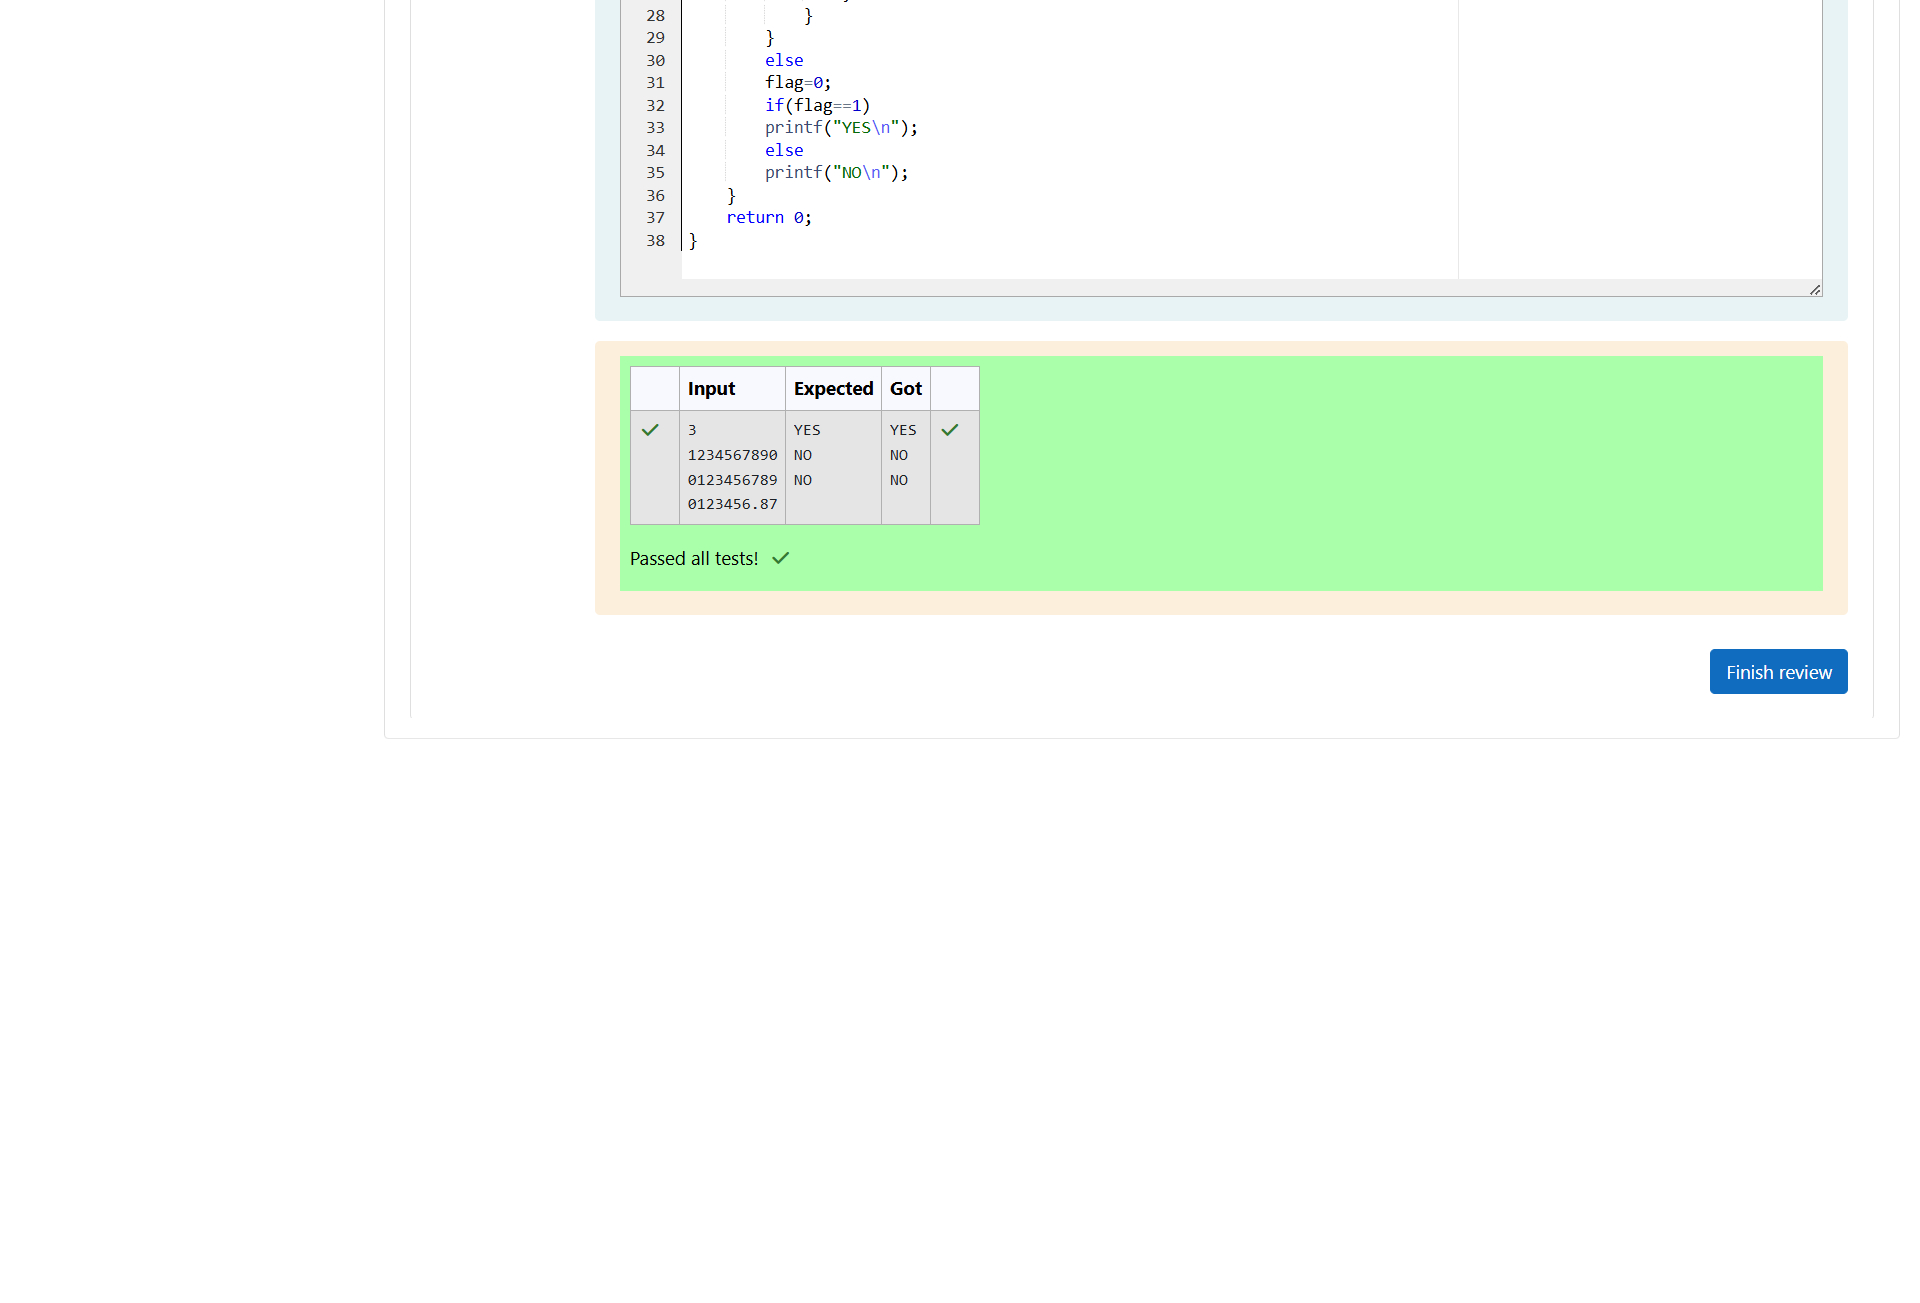 28 }
29 }
30 else
31 flag=0;
32 if(flag==1)
33 printf("YES\n");
34 else
35 printf("NO\n");
36 }
37 return 0;
38 }
Input Expected Got
3 YES YES
1234567890 NO NO
0123456789 NO NO
0123456.87
Passed all tests!
Finish review